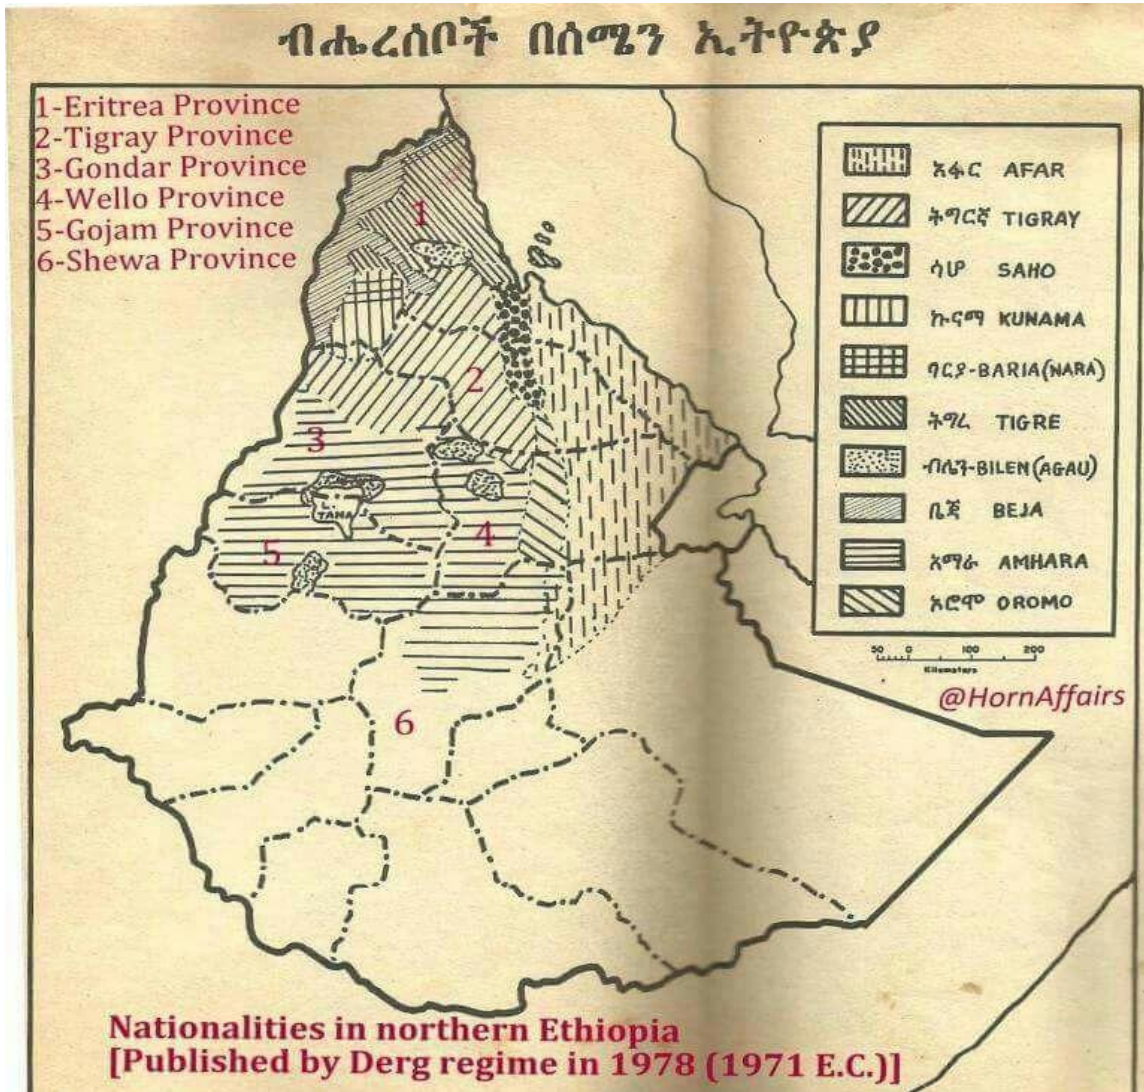 ብሔረሰቦች በሰሜን ኢትዮጵያ
1-Eritrea Province
2-Tigray Province
3-Gondar Province
4-Wello Province
5-Gojam Province
6-Shewa Province
አፋር AFAR
ትግርኛ TIGRAY
ሳሆ SAHO
ኩናማ KUNAMA
ባርያ-BARIA(NARA)
ትግረ TIGRE
ብሌን-BILEN(AGAU)
ቤጃ BEJA
አማራ AMHARA
ኦሮሞ OROMO
50 0 100 200
Kilometers
@HornAffairs
1
2
3
L.
TANA
4
5
6
Nationalities in northern Ethiopia
[Published by Derg regime in 1978 (1971 E.C.)]